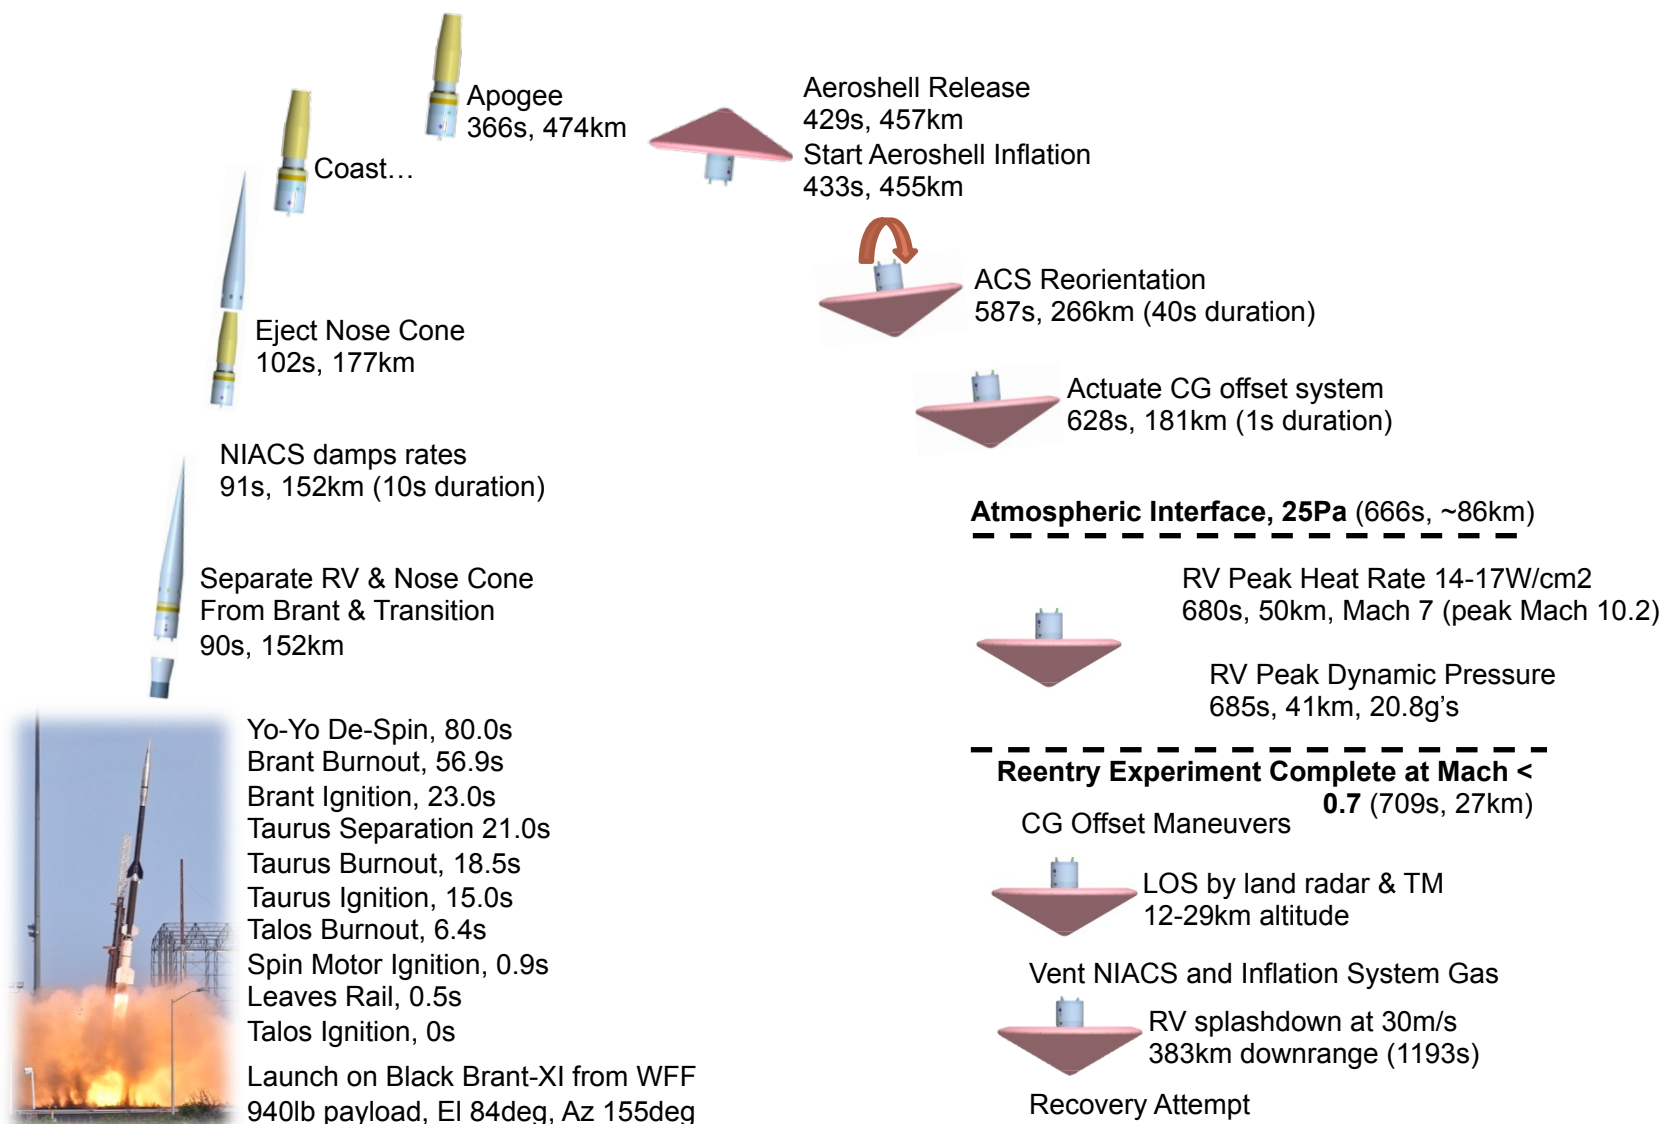 Apogee
366s, 474km
Coast…
Eject Nose Cone
102s, 177km
NIACS damps rates
91s, 152km (10s duration)
Separate RV & Nose Cone
From Brant & Transition
90s, 152km
Yo-Yo De-Spin, 80.0s
Brant Burnout, 56.9s
Brant Ignition, 23.0s
Taurus Separation 21.0s
Taurus Burnout, 18.5s
Taurus Ignition, 15.0s
Talos Burnout, 6.4s
Spin Motor Ignition, 0.9s
Leaves Rail, 0.5s
Talos Ignition, 0s
Launch on Black Brant-XI from WFF
940lb payload, El 84deg, Az 155deg
Aeroshell Release
429s, 457km
Start Aeroshell Inflation
433s, 455km
ACS Reorientation
587s, 266km (40s duration)
Actuate CG offset system
628s, 181km (1s duration)
Atmospheric Interface, 25Pa (666s, ~86km)
RV Peak Heat Rate 14-17W/cm2
680s, 50km, Mach 7 (peak Mach 10.2)
RV Peak Dynamic Pressure
685s, 41km, 20.8g's
Reentry Experiment Complete at Mach <
0.7 (709s, 27km)
CG Offset Maneuvers
LOS by land radar & TM
12-29km altitude
Vent NIACS and Inflation System Gas
RV splashdown at 30m/s
383km downrange (1193s)
Recovery Attempt